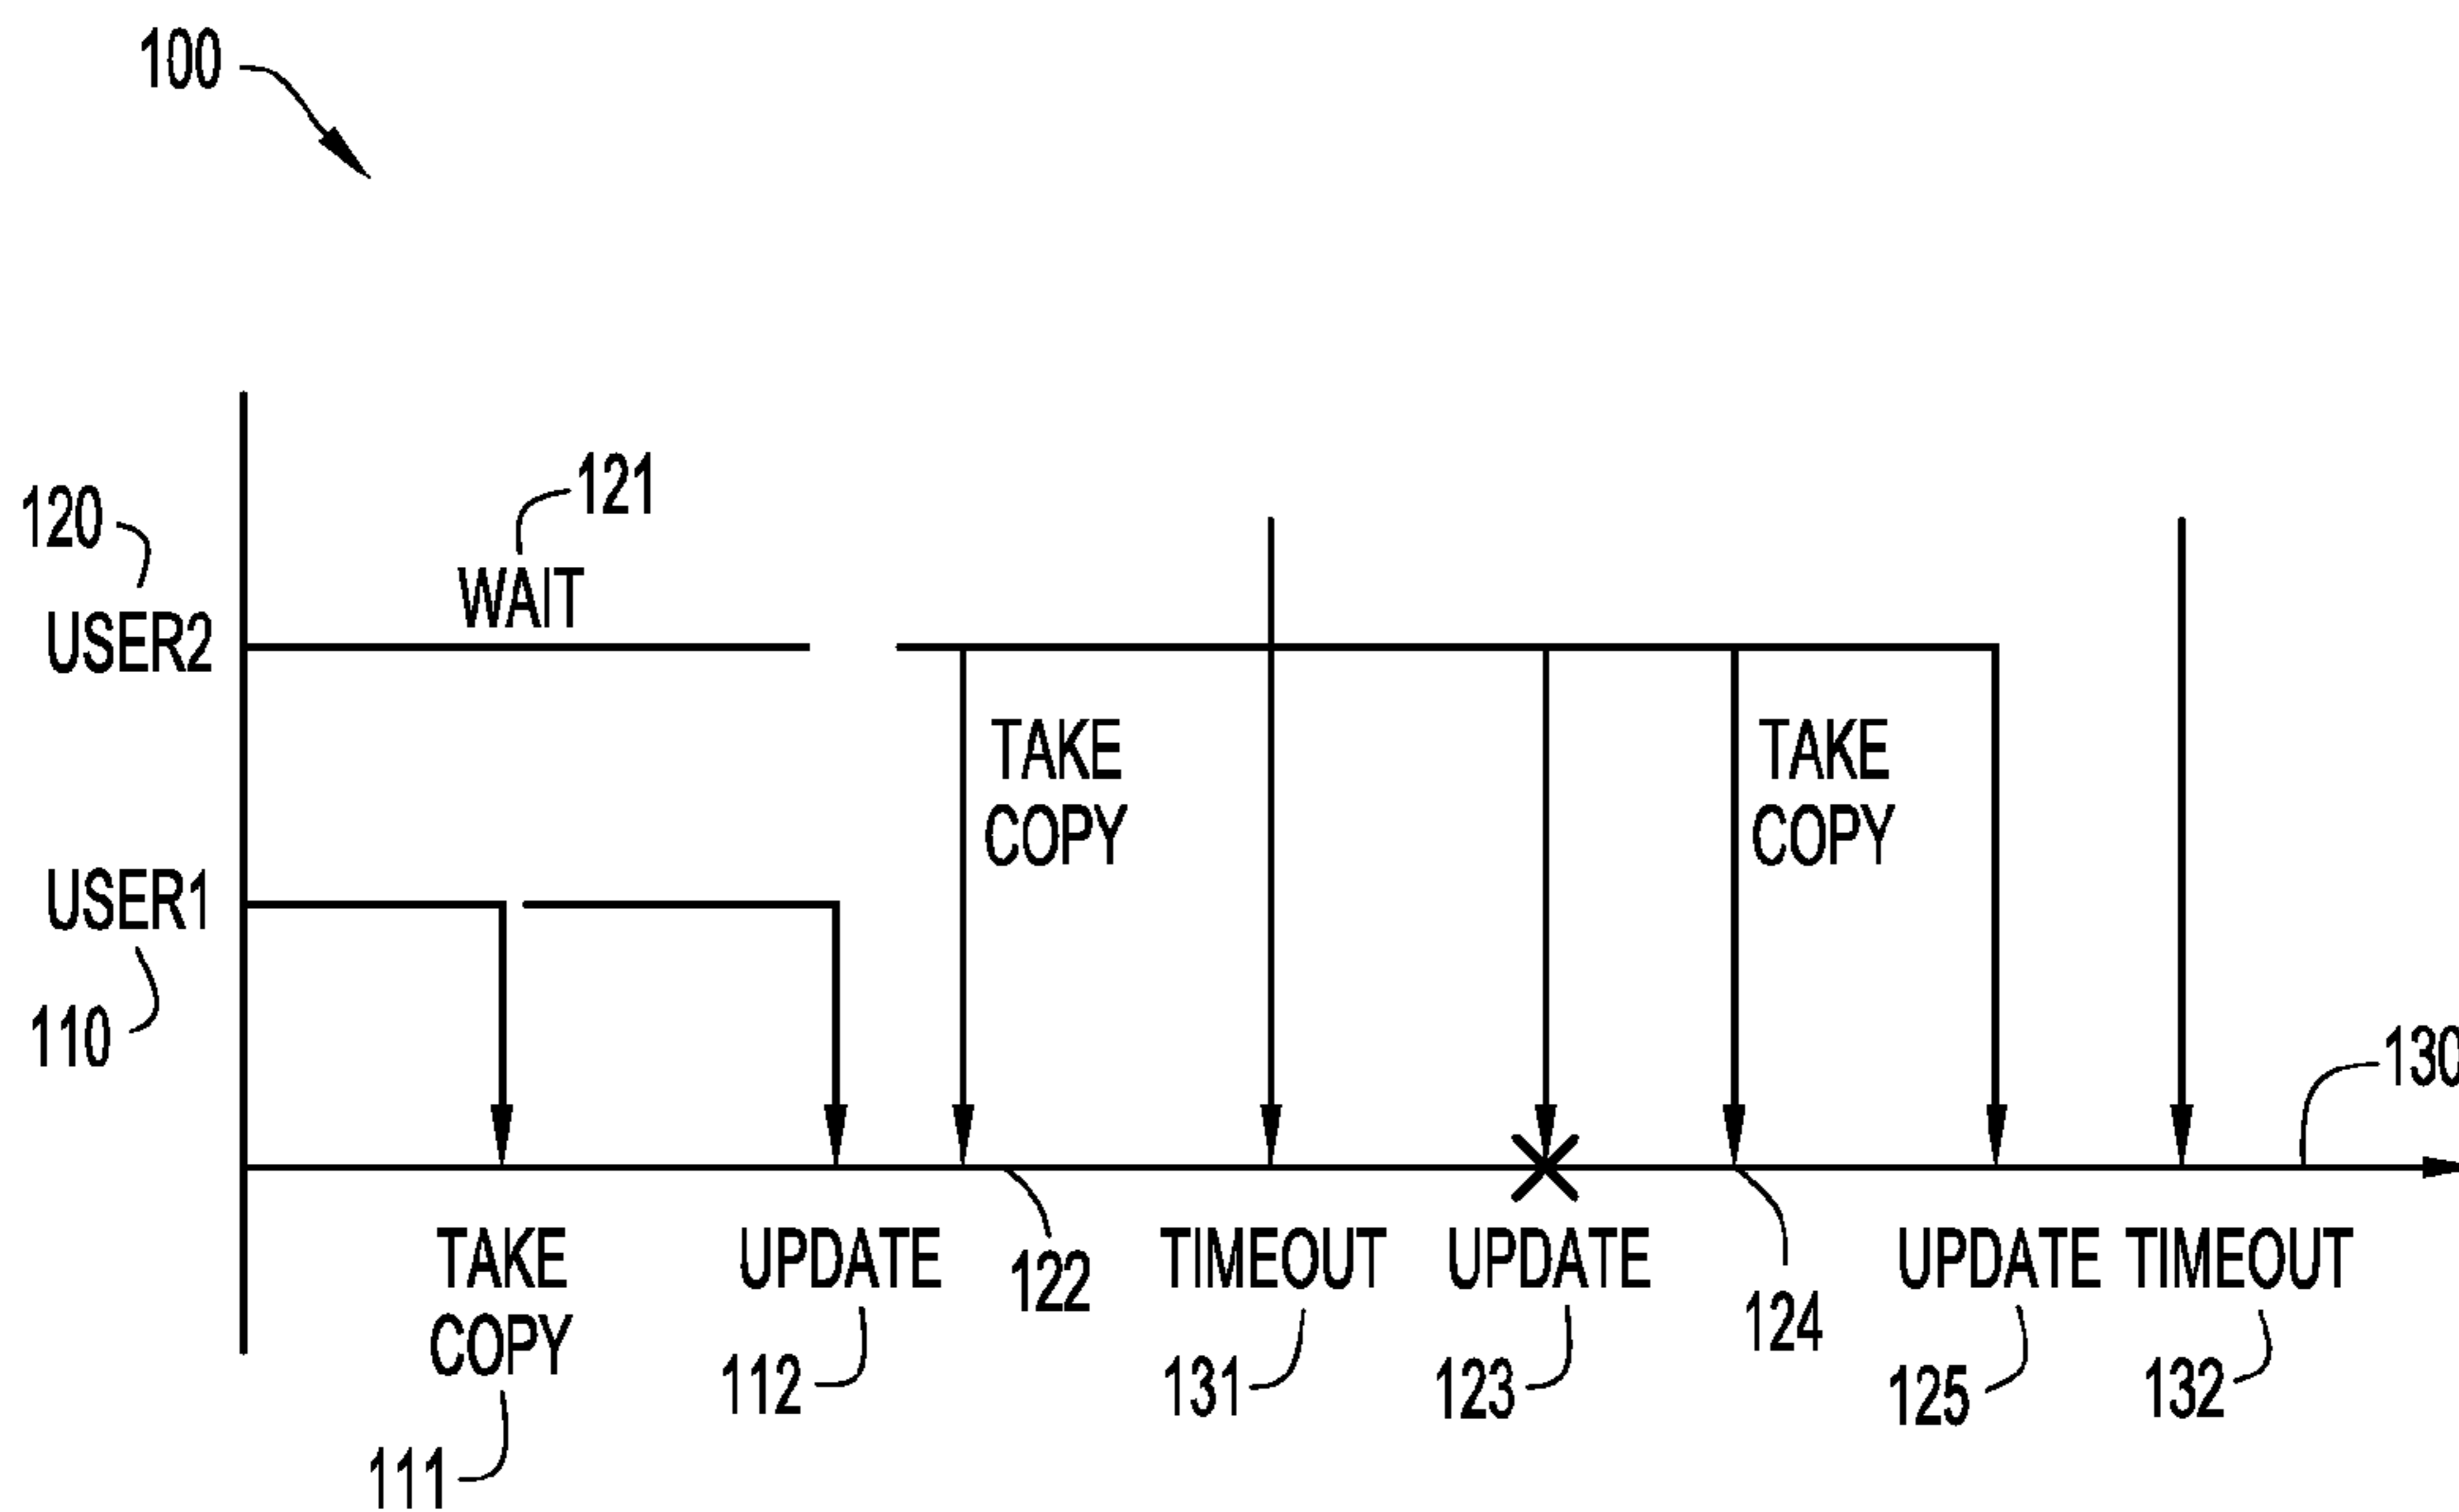 100
121
120
WAIT
USER2
TAKE
COPY
TAKE
COPY
USER1
110
130
TAKE
COPY
UPDATE
122
TIMEOUT
UPDATE
124
UPDATE
TIMEOUT
111
112
131
123
125
132